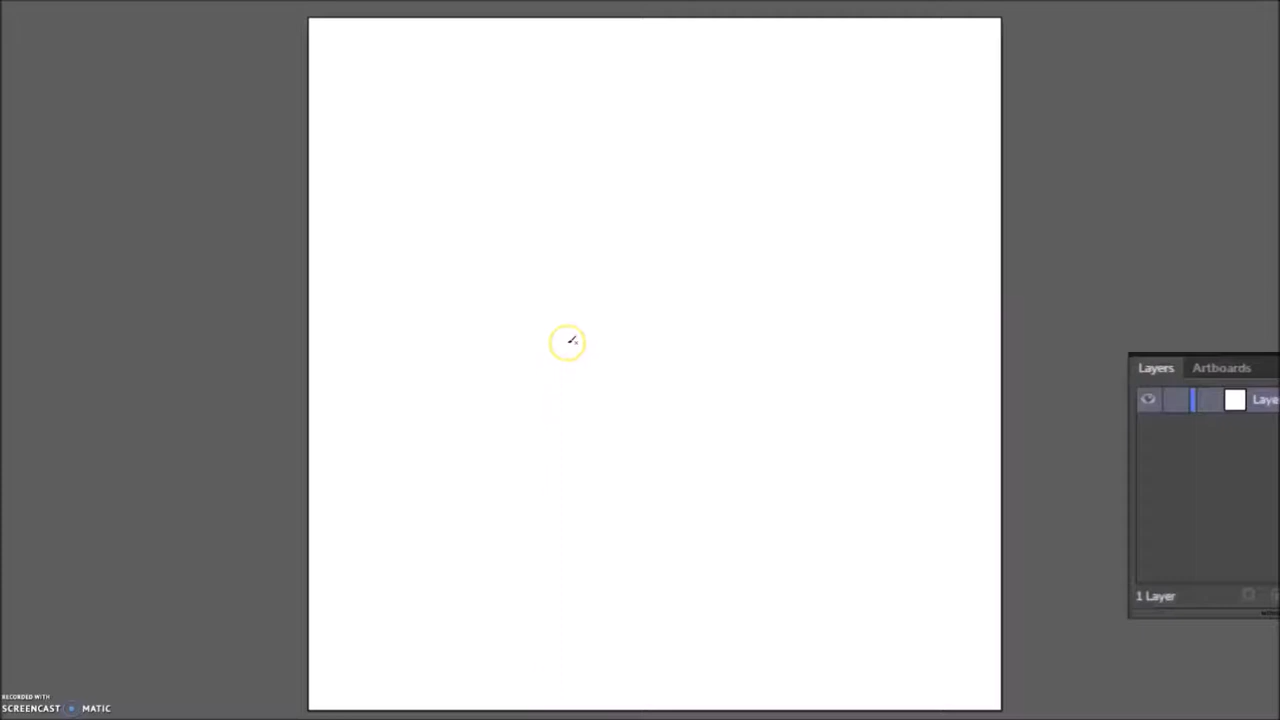 Layers Artboards
Laye
1 Layer
RECORDED WITH
SCREENCAST MATIC